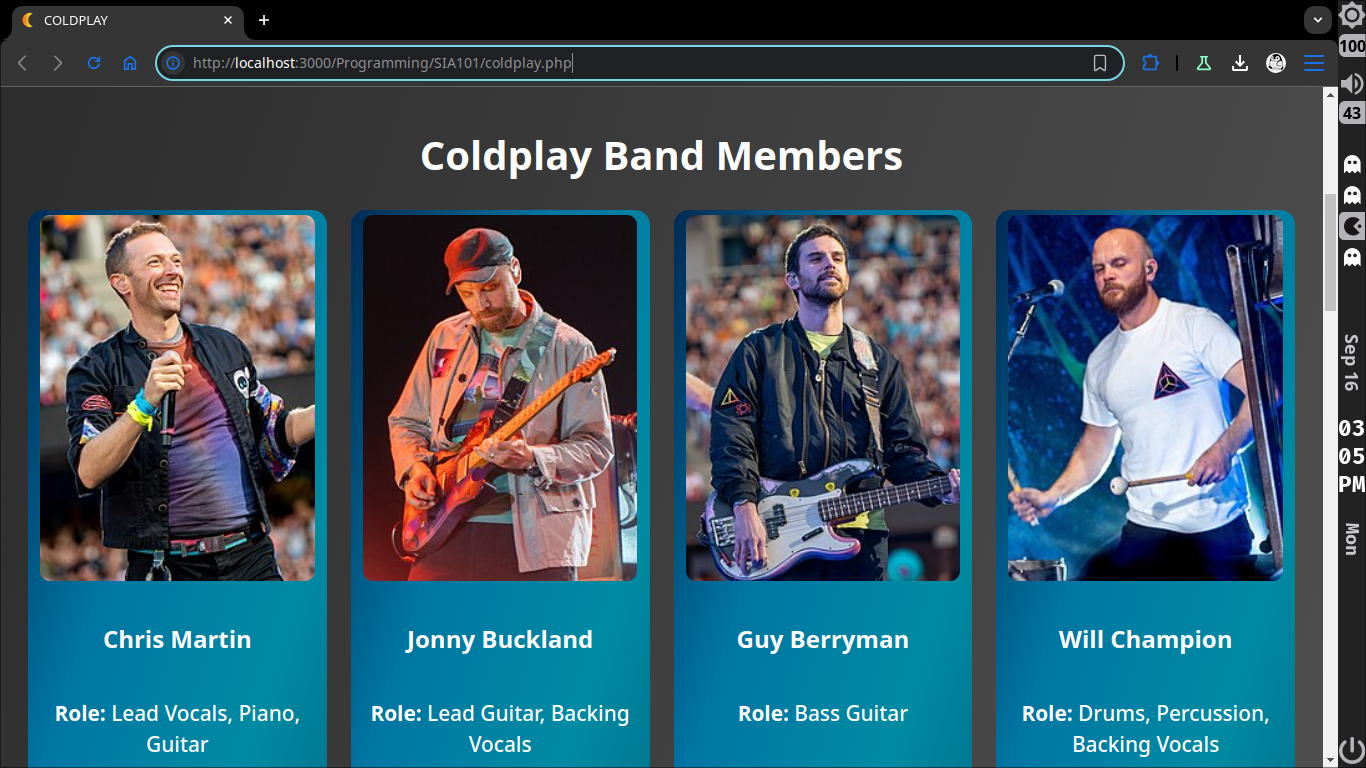 COLDPLAY
http://localhost:3000/Programming/SIA101/coldplay.php
100
43
Sep 16
03
05
PM
Mon
Coldplay Band Members
Chris Martin
Role: Lead Vocals, Piano,
Guitar
Jonny Buckland
Role: Lead Guitar, Backing
Vocals
Guy Berryman
Role: Bass Guitar
Will Champion
Role: Drums, Percussion,
Backing Vocals